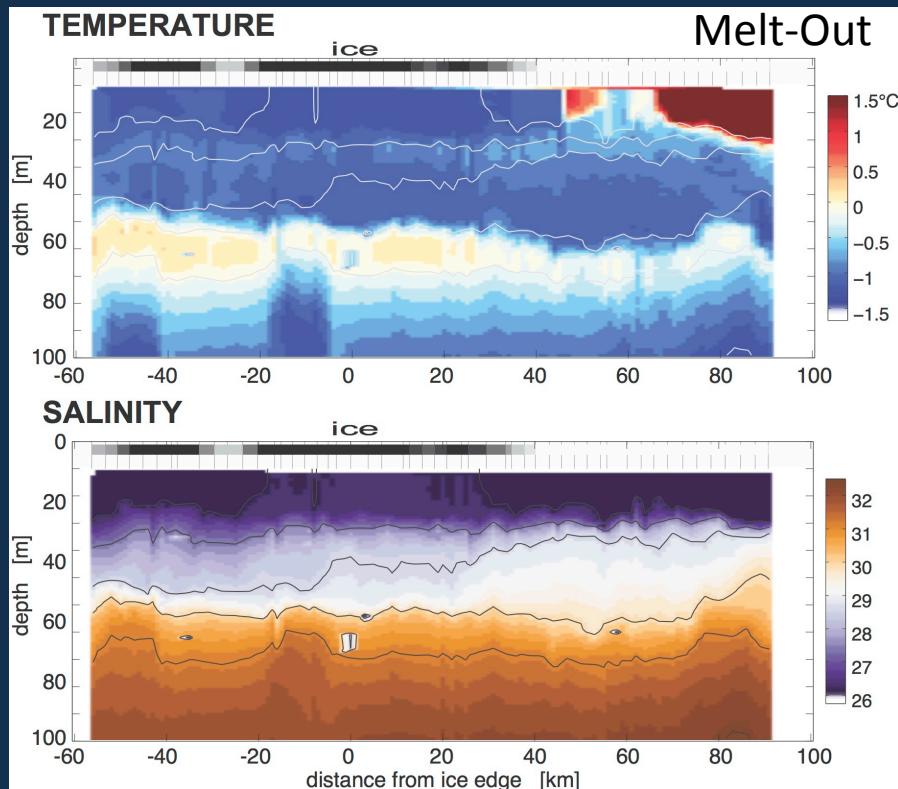 TEMPERATURE
Melt-Out
ice
20
40
60
80
100
depth [m]
-60 -40 -20 0 20 40 60 80 100
1.5°C
1
0.5
0
−0.5
−1
−1.5
SALINITY
ice
0
20
40
60
80
100
depth [m]
-60 -40 -20 0 20 40 60 80 100
distance from ice edge [km]
32
31
30
29
28
27
26